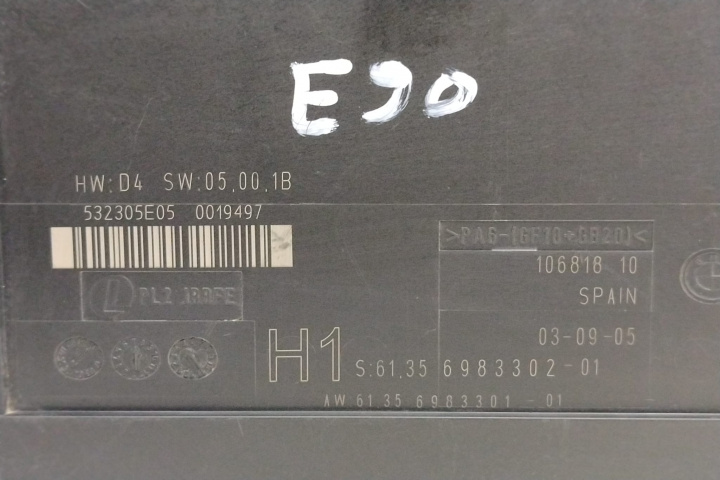 E90
HW:D4 SW:05.00.1B
532305E05 0019497
>PA6-(GF10+GB20)<
106818 10
SPAIN
03-09-05
H1 S:61.35 6983302-01
AW 61 35 6983301-01